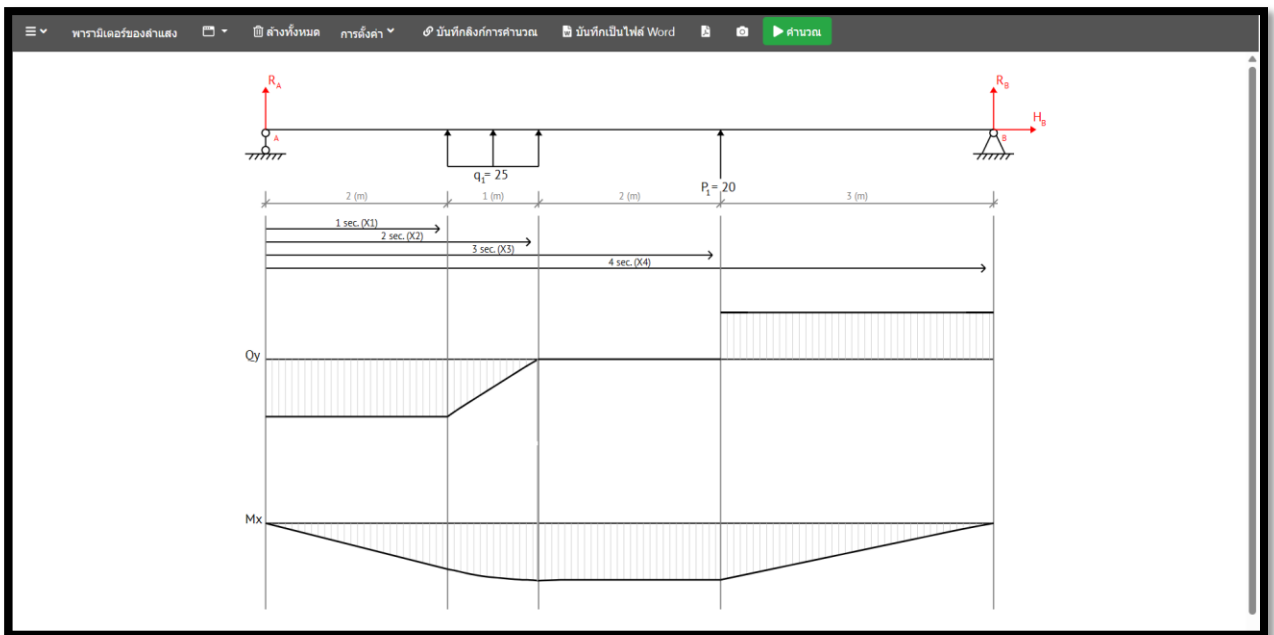 พารามิเตอร์ของลำแสง ล้างทั้งหมด การตั้งค่า บันทึกลิงก์การคำนวณ บันทึกเป็นไฟล์ Word คำนวณ
R_A R_B
H_B
A B
q₁= 25
P₁= 20
2 (m) 1 (m) 2 (m) 3 (m)
1 sec. (X1)
2 sec. (X2)
3 sec. (X3)
4 sec. (X4)
Qy
Mx